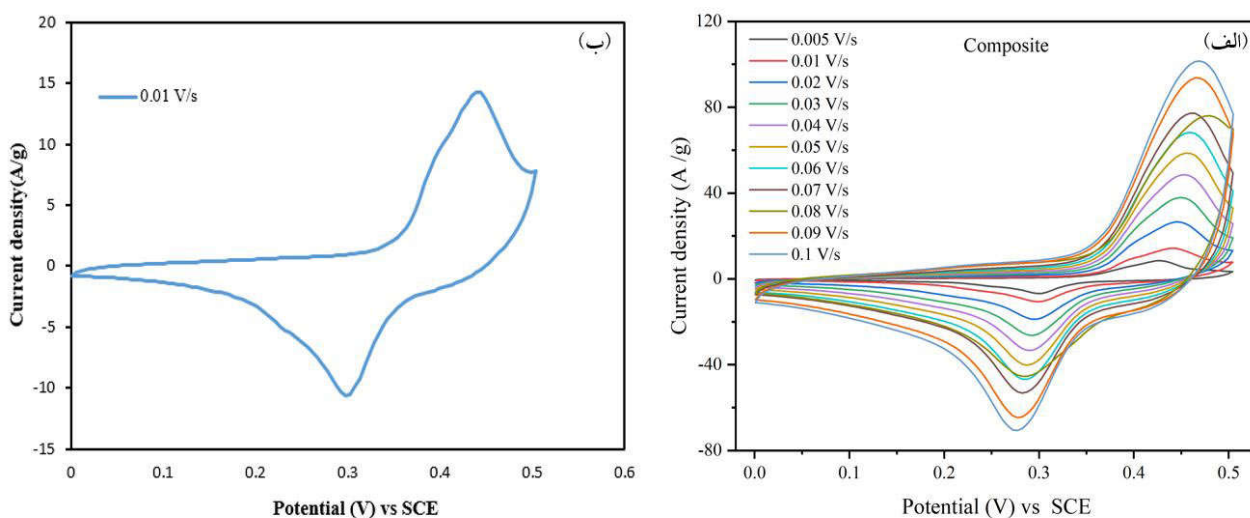 (ب)
0.01 V/s
20
15
10
5
0
-5
-10
-15
0 0.1 0.2 0.3 0.4 0.5 0.6
Current density(A/g)
Potential (V) vs SCE
(الف)
Composite
0.005 V/s
0.01 V/s
0.02 V/s
0.03 V/s
0.04 V/s
0.05 V/s
0.06 V/s
0.07 V/s
0.08 V/s
0.09 V/s
0.1 V/s
120
80
40
0
-40
-80
0.0 0.1 0.2 0.3 0.4 0.5
Current density (A /g)
Potential (V) vs SCE